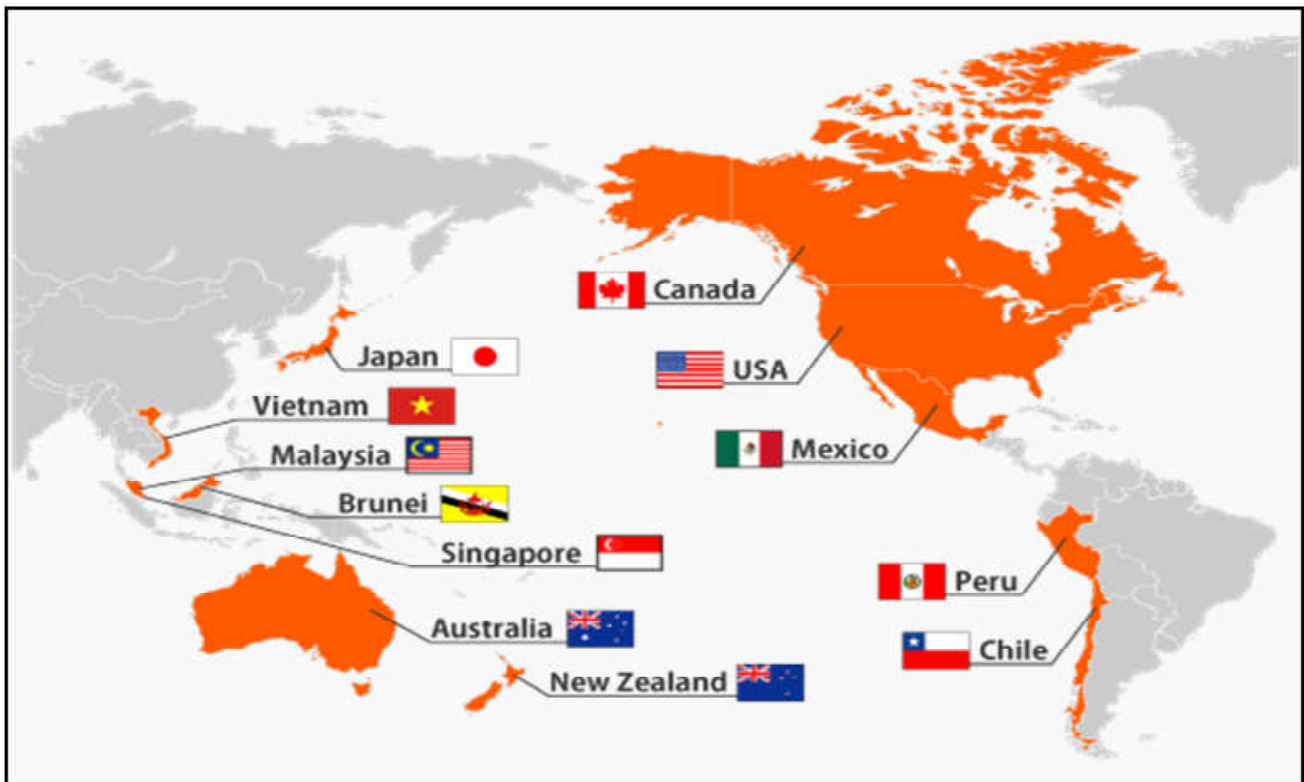 Canada
Japan
USA
Vietnam
Mexico
Malaysia
Brunei
Singapore
Peru
Australia
Chile
New Zealand